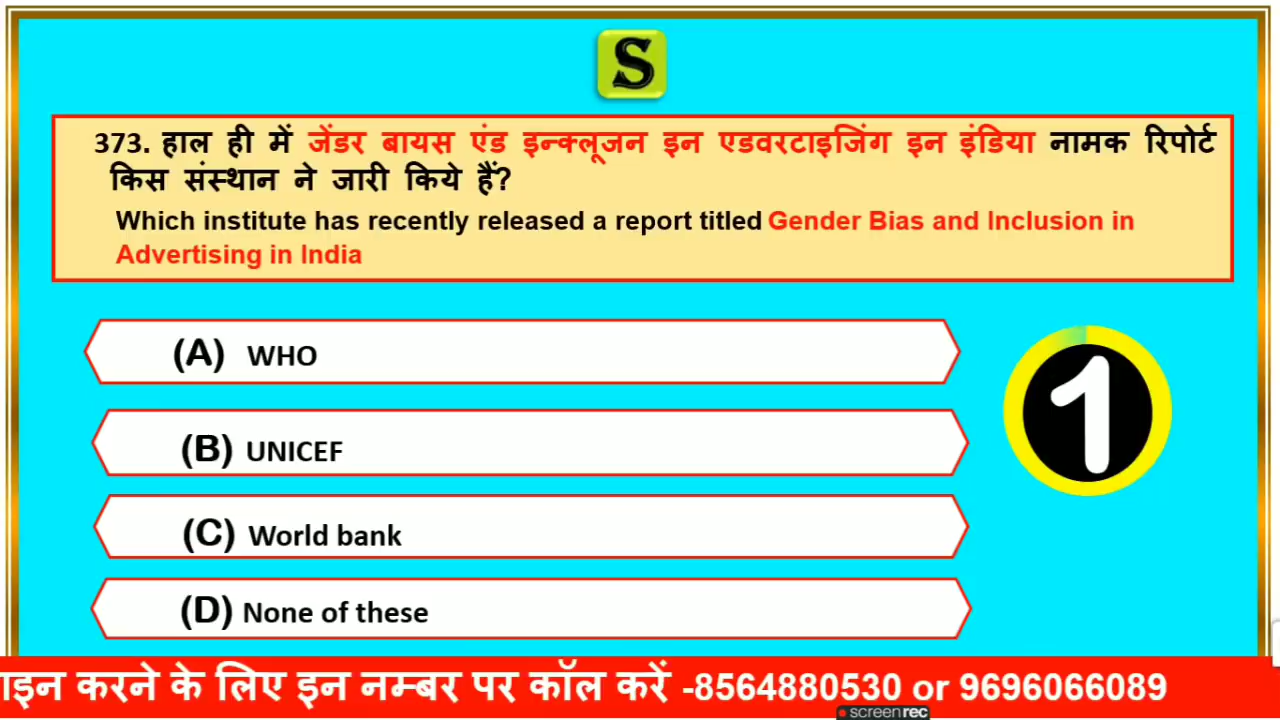 S
373. हाल ही में जेंडर बायस एंड इन्क्लूजन इन एडवरटाइजिंग इन इंडिया नामक रिपोर्ट
किस संस्थान ने जारी किये हैं?
Which institute has recently released a report titled Gender Bias and Inclusion in
Advertising in India
(A) WHO
1
(B) UNICEF
(C) World bank
(D) None of these
करने के लिए इन नम्बर पर कॉल करें -8564880530 or 9696066089
screenrec